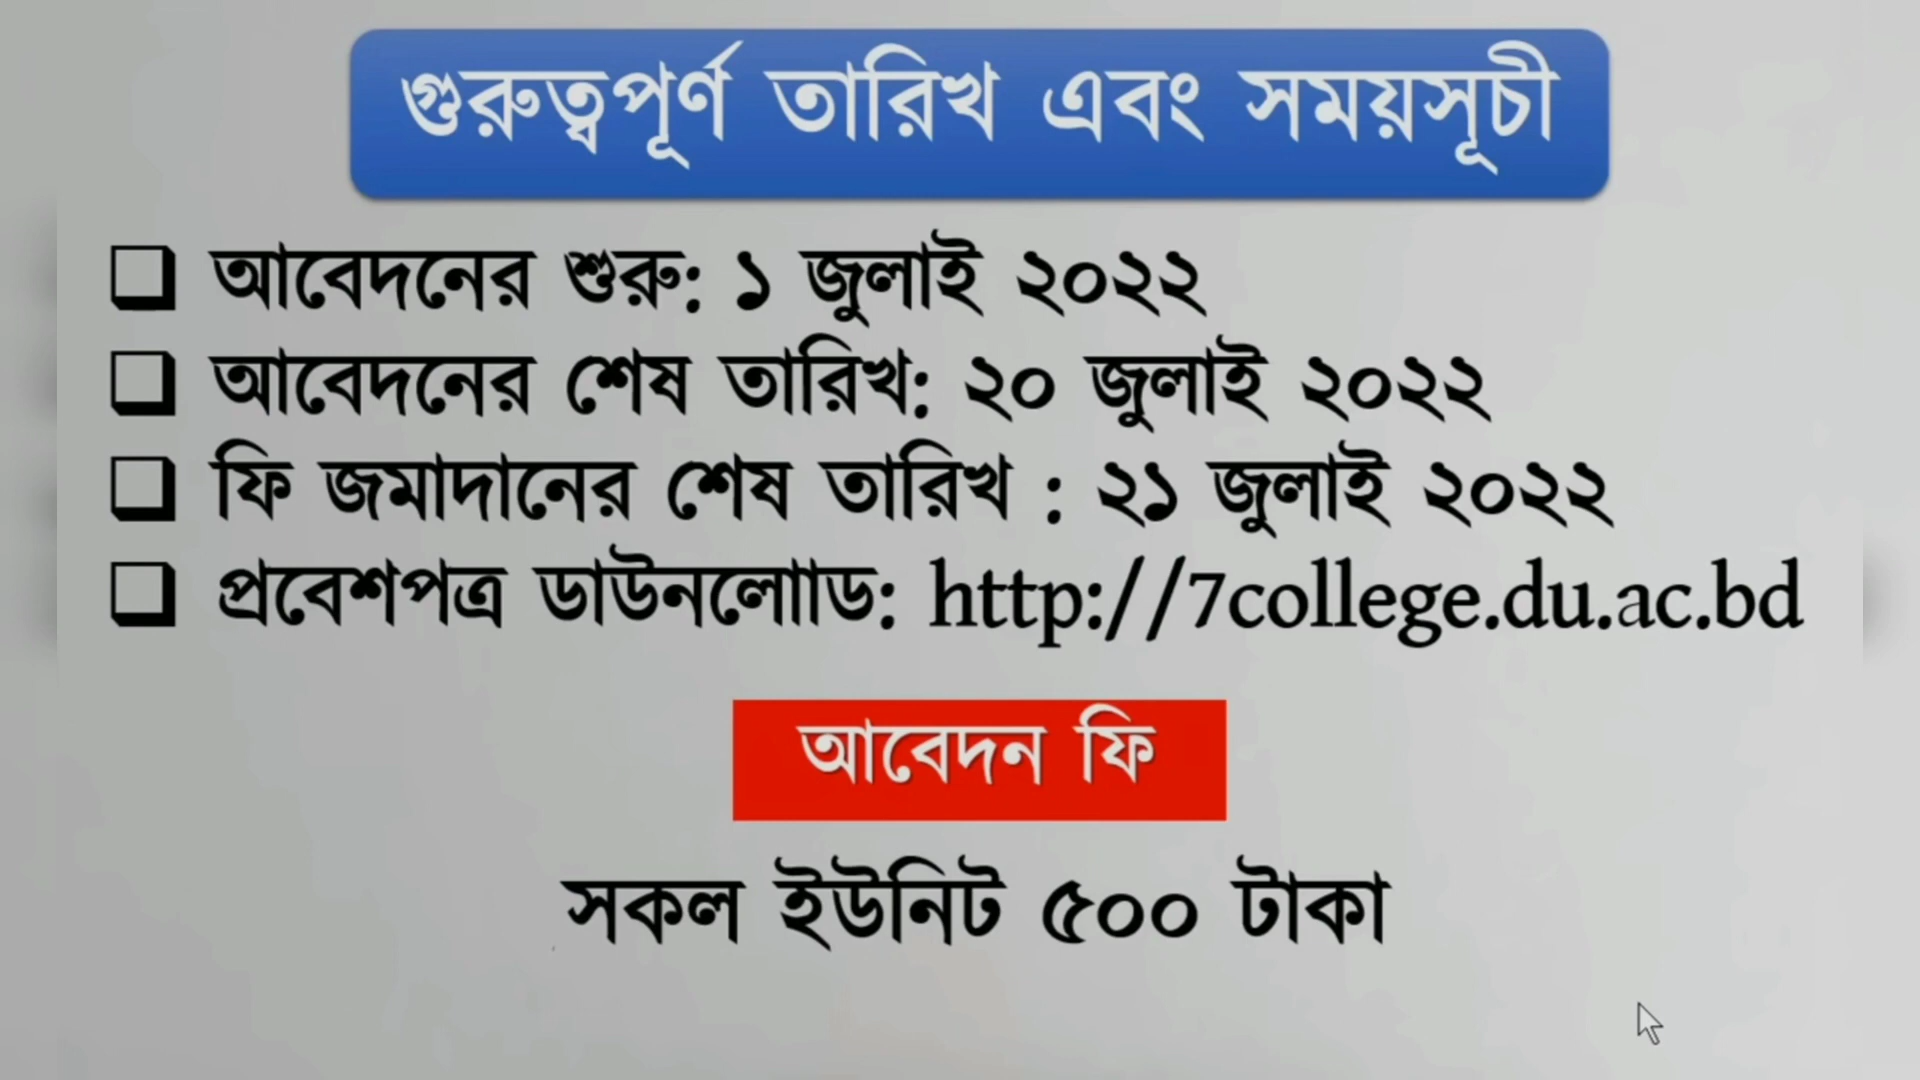 গুরুত্বপূর্ণ তারিখ এবং সময়সূচী
আবেদনের শুরু: ১ জুলাই ২০২২
আবেদনের শেষ তারিখ: ২০ জুলাই ২০২২
ফি জমাদানের শেষ তারিখ : ২১ জুলাই ২০২২
প্রবেশপত্র ডাউনলোাড: http://7college.du.ac.bd
আবেদন ফি
সকল ইউনিট ৫০০ টাকা